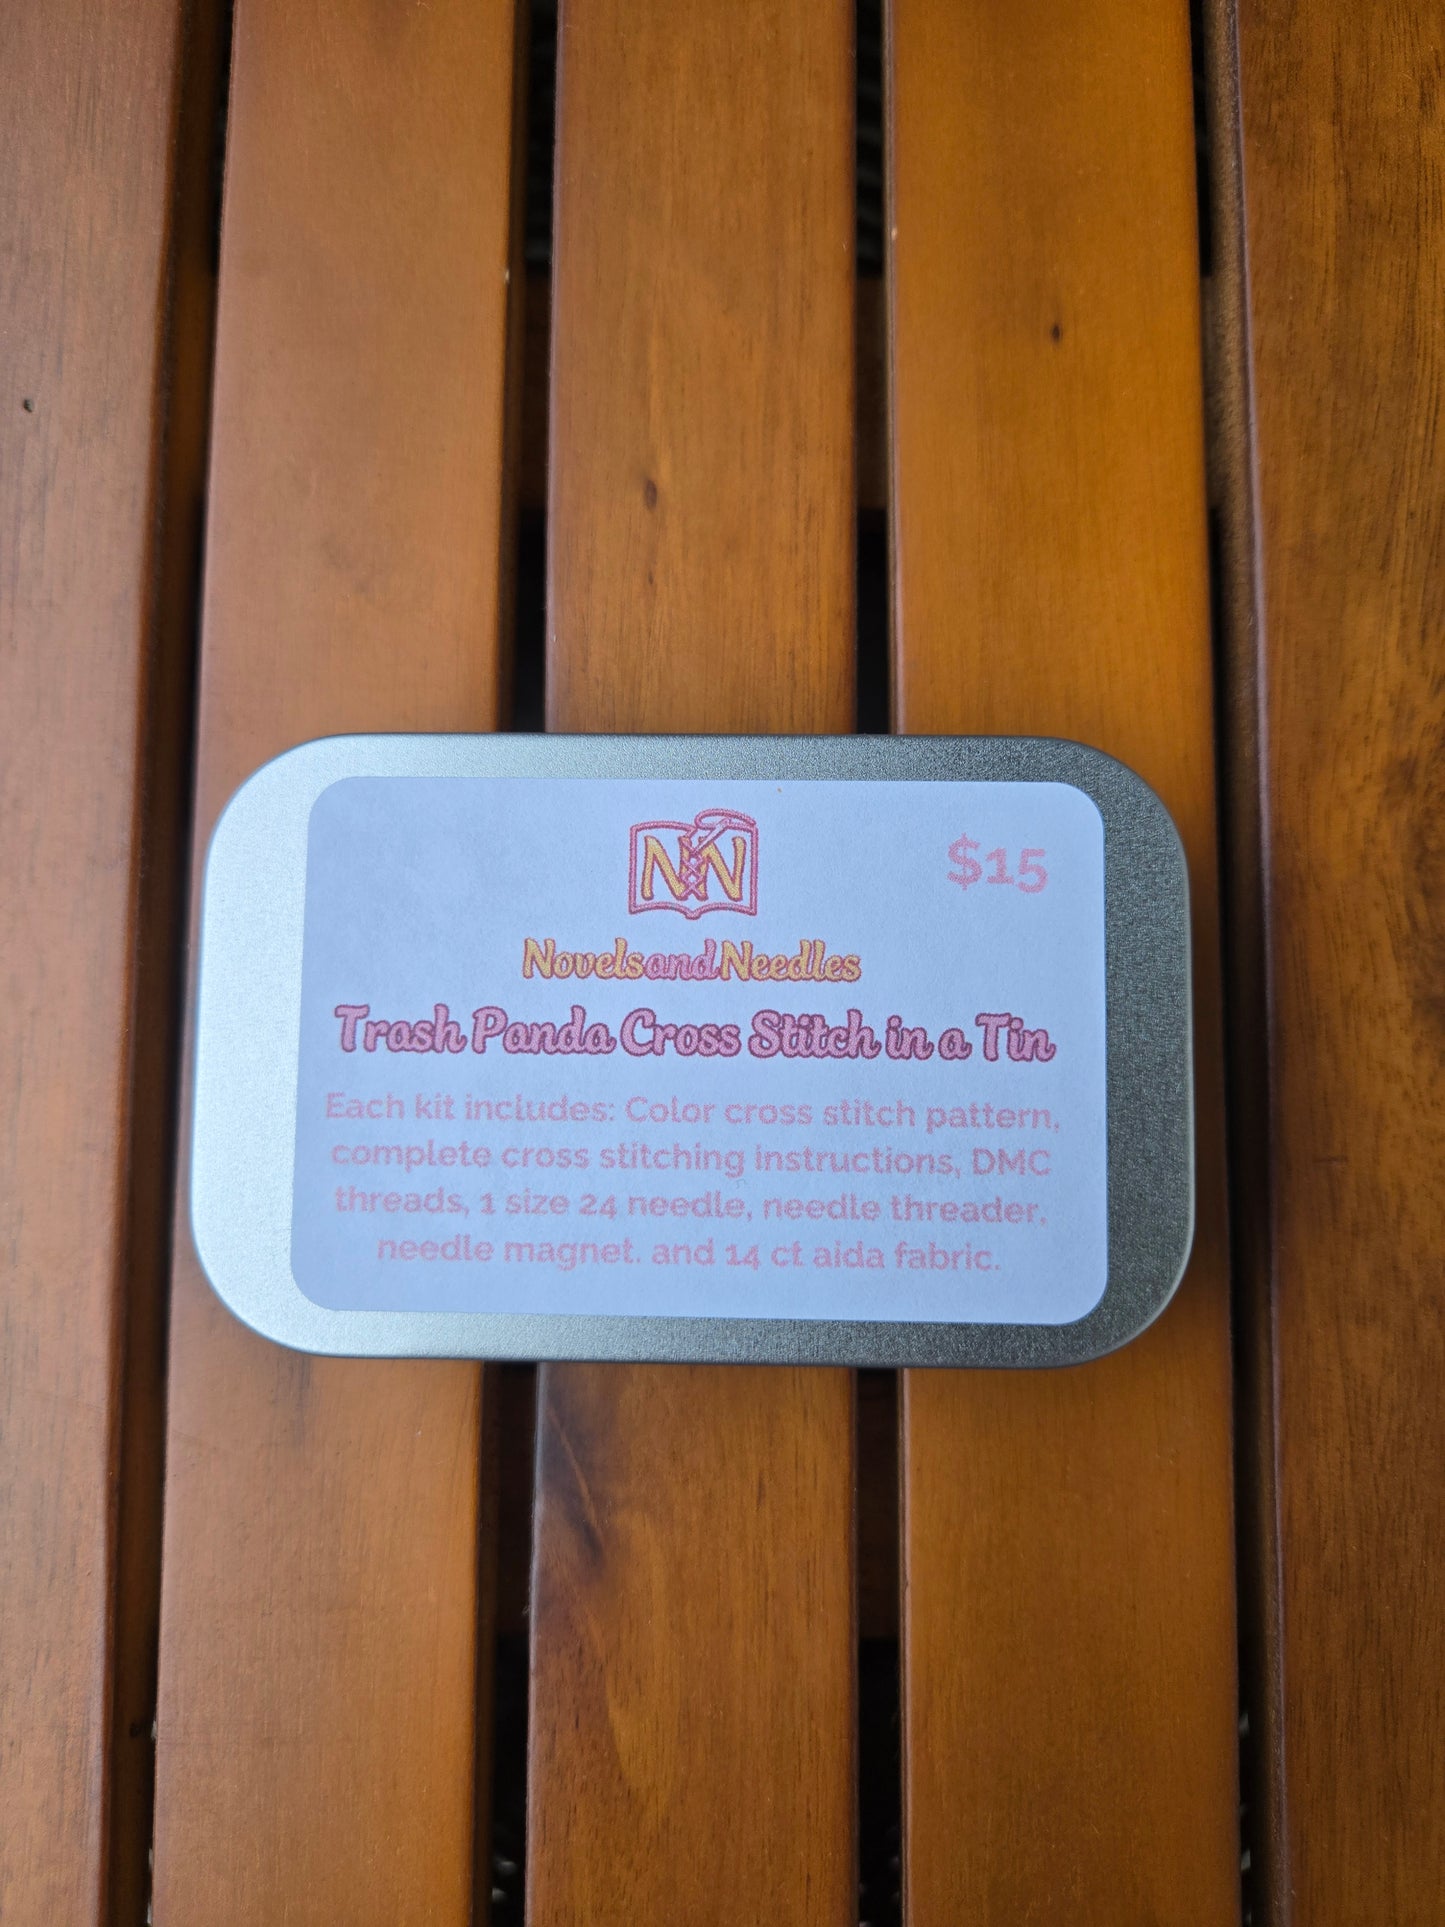 NN
$15
NovelsandNeedles
Trash Panda Cross Stitch in a Tin
Each kit includes: Color cross stitch pattern,
complete cross stitching instructions, DMC
threads, 1 size 24 needle, needle threader,
needle magnet. and 14 ct aida fabric.